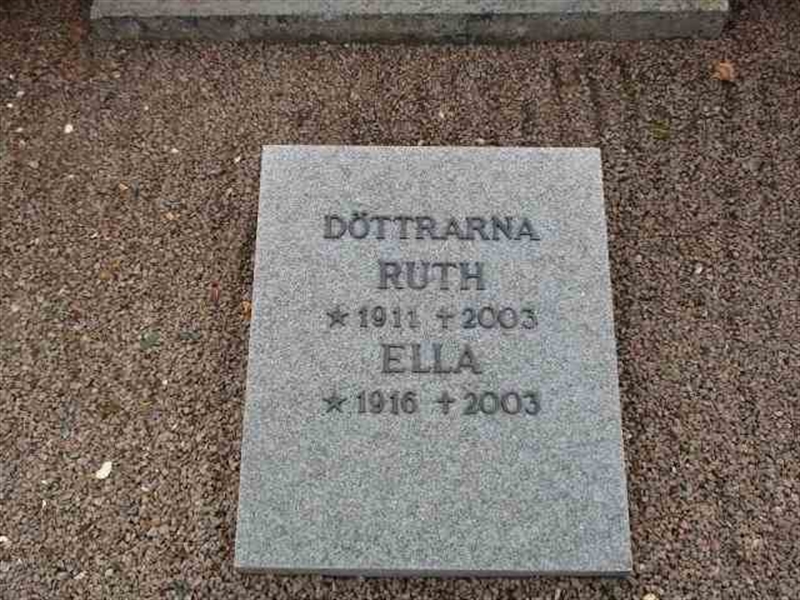 DÖTTRARNA
RUTH
★ 1911 ✝ 2003
ELLA
★ 1916 ✝ 2003